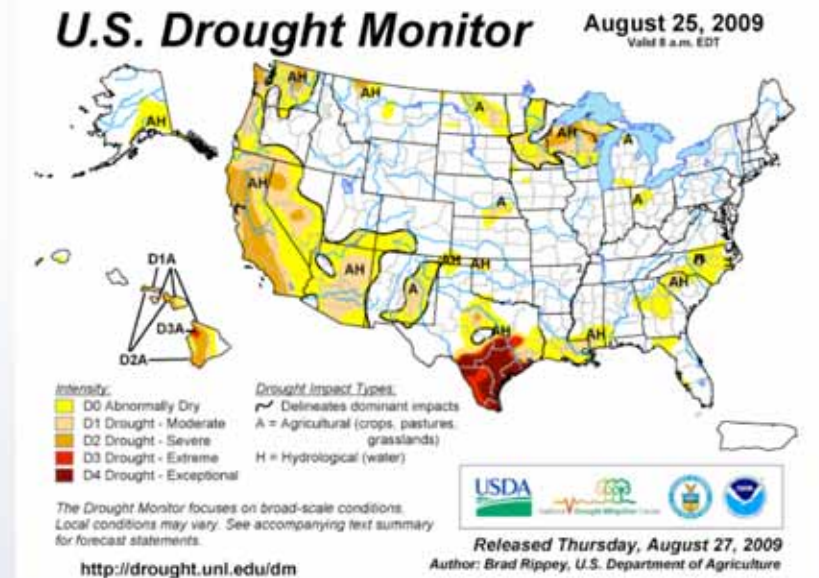 U.S. Drought Monitor
August 25, 2009
Valid 8 a.m. EDT
AH
AH
AH
A
AH
A
AH
A
A
AH
A
AH
AH
AH
AH
AH
D1A
D3A
D2A
Intensity:
D0 Abnormally Dry
D1 Drought - Moderate
D2 Drought - Severe
D3 Drought - Extreme
D4 Drought - Exceptional
Drought Impact Types:
Delineates dominant impacts
A = Agricultural (crops, pastures,
grasslands)
H = Hydrological (water)
USDA
National Drought Mitigation Center
The Drought Monitor focuses on broad-scale conditions.
Local conditions may vary. See accompanying text summary
for forecast statements.
http://drought.unl.edu/dm
Released Thursday, August 27, 2009
Author: Brad Rippey, U.S. Department of Agriculture